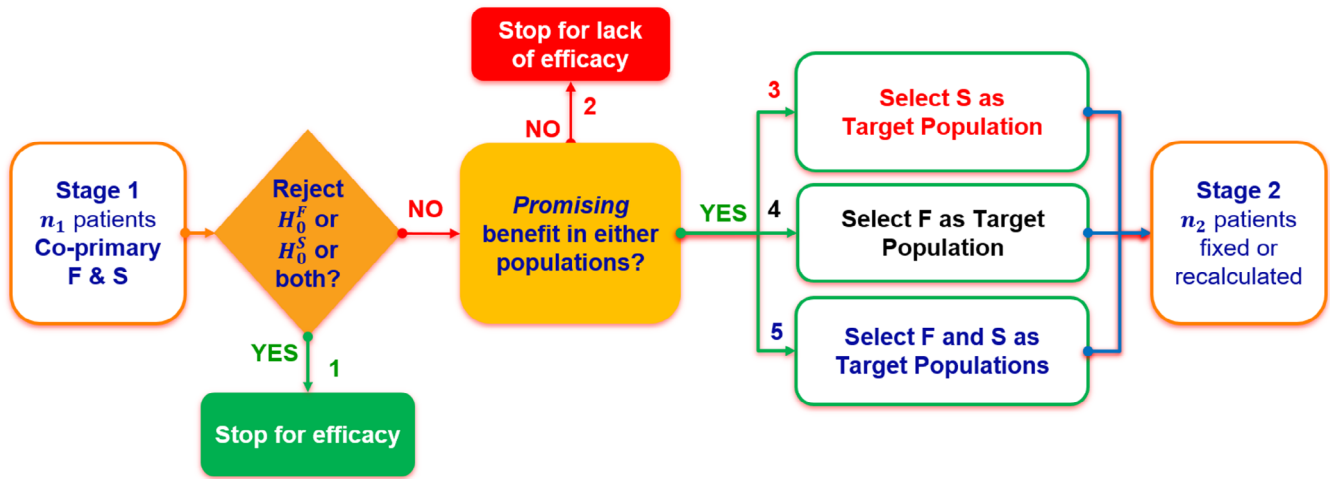 Stage 1
n₁ patients
Co-primary
F & S
Reject
H₀ᶠ or
H₀ˢ or
both?
YES
1
Stop for efficacy
NO
Promising
benefit in either
populations?
NO
2
Stop for lack
of efficacy
YES
3
Select S as
Target Population
4
Select F as Target
Population
5
Select F and S as
Target Populations
Stage 2
n₂ patients
fixed or
recalculated